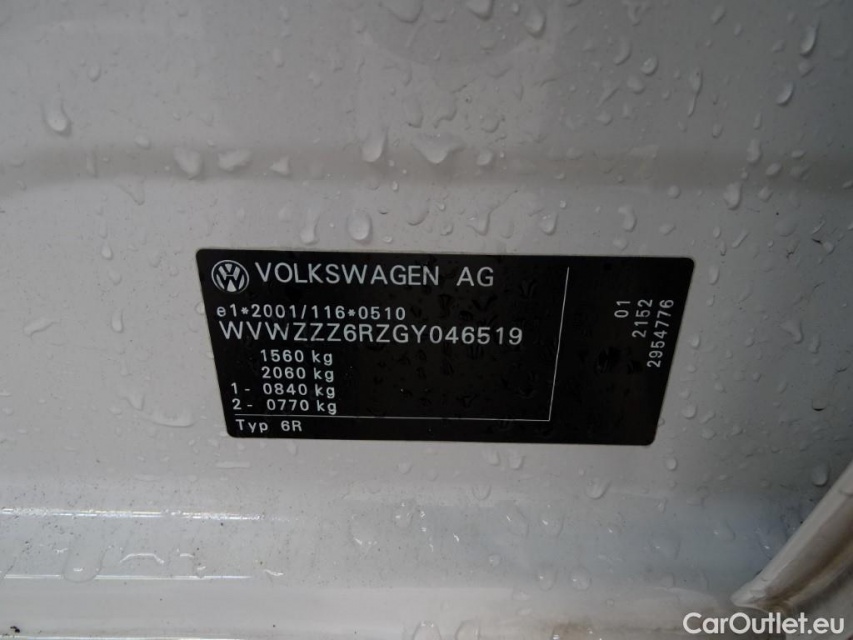 VOLKSWAGEN AG
e1*2001/116*0510
WVWZZZ6RZGY046519
1560 kg
2060 kg
1 - 0840 kg
2 - 0770 kg
Typ 6R
01
2152
2954776
CarOutlet.eu